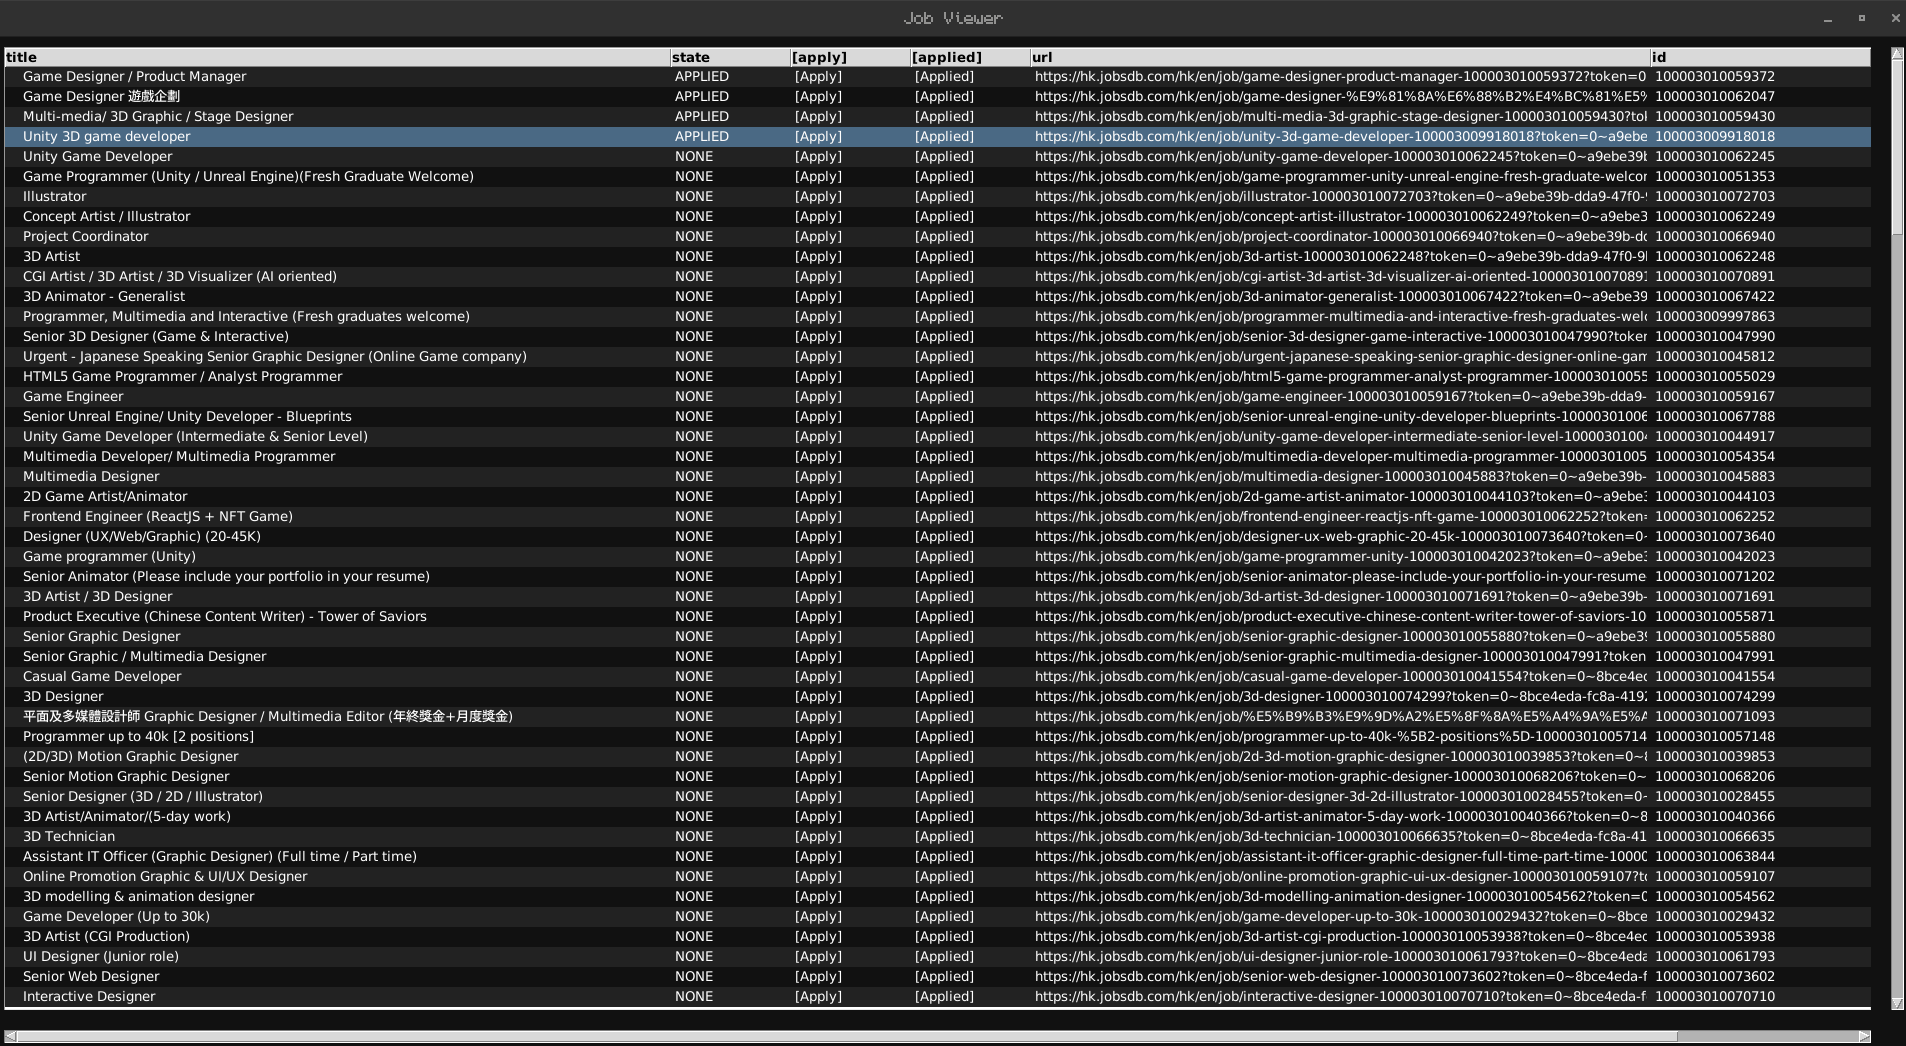 Job Viewer
title state [apply] [applied] url id
Game Designer / Product Manager APPLIED [Apply] [Applied] https://hk.jobsdb.com/hk/en/job/game-designer-product-manager-100003010059372?token=0 100003010059372
Game Designer 遊戲企劃 APPLIED [Apply] [Applied] https://hk.jobsdb.com/hk/en/job/game-designer-%E9%81%8A%E6%88%B2%E4%BC%81%E5% 100003010062047
Multi-media/ 3D Graphic / Stage Designer APPLIED [Apply] [Applied] https://hk.jobsdb.com/hk/en/job/multi-media-3d-graphic-stage-designer-100003010059430?tok 100003010059430
Unity 3D game developer APPLIED [Apply] [Applied] https://hk.jobsdb.com/hk/en/job/unity-3d-game-developer-100003009918018?token=0~a9ebe 100003009918018
Unity Game Developer NONE [Apply] [Applied] https://hk.jobsdb.com/hk/en/job/unity-game-developer-100003010062245?token=0~a9ebe39b 100003010062245
Game Programmer (Unity / Unreal Engine)(Fresh Graduate Welcome) NONE [Apply] [Applied] https://hk.jobsdb.com/hk/en/job/game-programmer-unity-unreal-engine-fresh-graduate-welcor 100003010051353
Illustrator NONE [Apply] [Applied] https://hk.jobsdb.com/hk/en/job/illustrator-100003010072703?token=0~a9ebe39b-dda9-47f0-9 100003010072703
Concept Artist / Illustrator NONE [Apply] [Applied] https://hk.jobsdb.com/hk/en/job/concept-artist-illustrator-100003010062249?token=0~a9ebe3 100003010062249
Project Coordinator NONE [Apply] [Applied] https://hk.jobsdb.com/hk/en/job/project-coordinator-100003010066940?token=0~a9ebe39b-dd 100003010066940
3D Artist NONE [Apply] [Applied] https://hk.jobsdb.com/hk/en/job/3d-artist-100003010062248?token=0~a9ebe39b-dda9-47f0-9 100003010062248
CGI Artist / 3D Artist / 3D Visualizer (AI oriented) NONE [Apply] [Applied] https://hk.jobsdb.com/hk/en/job/cgi-artist-3d-artist-3d-visualizer-ai-oriented-100003010070891 100003010070891
3D Animator - Generalist NONE [Apply] [Applied] https://hk.jobsdb.com/hk/en/job/3d-animator-generalist-100003010067422?token=0~a9ebe39 100003010067422
Programmer, Multimedia and Interactive (Fresh graduates welcome) NONE [Apply] [Applied] https://hk.jobsdb.com/hk/en/job/programmer-multimedia-and-interactive-fresh-graduates-welc 100003009997863
Senior 3D Designer (Game & Interactive) NONE [Apply] [Applied] https://hk.jobsdb.com/hk/en/job/senior-3d-designer-game-interactive-100003010047990?token 100003010047990
Urgent - Japanese Speaking Senior Graphic Designer (Online Game company) NONE [Apply] [Applied] https://hk.jobsdb.com/hk/en/job/urgent-japanese-speaking-senior-graphic-designer-online-gam 100003010045812
HTML5 Game Programmer / Analyst Programmer NONE [Apply] [Applied] https://hk.jobsdb.com/hk/en/job/html5-game-programmer-analyst-programmer-100003010055 100003010055029
Game Engineer NONE [Apply] [Applied] https://hk.jobsdb.com/hk/en/job/game-engineer-100003010059167?token=0~a9ebe39b-dda9- 100003010059167
Senior Unreal Engine/ Unity Developer - Blueprints NONE [Apply] [Applied] https://hk.jobsdb.com/hk/en/job/senior-unreal-engine-unity-developer-blueprints-10000301006 100003010067788
Unity Game Developer (Intermediate & Senior Level) NONE [Apply] [Applied] https://hk.jobsdb.com/hk/en/job/unity-game-developer-intermediate-senior-level-10000301004 100003010044917
Multimedia Developer/ Multimedia Programmer NONE [Apply] [Applied] https://hk.jobsdb.com/hk/en/job/multimedia-developer-multimedia-programmer-10000301005 100003010054354
Multimedia Designer NONE [Apply] [Applied] https://hk.jobsdb.com/hk/en/job/multimedia-designer-100003010045883?token=0~a9ebe39b- 100003010045883
2D Game Artist/Animator NONE [Apply] [Applied] https://hk.jobsdb.com/hk/en/job/2d-game-artist-animator-100003010044103?token=0~a9ebe3 100003010044103
Frontend Engineer (ReactJS + NFT Game) NONE [Apply] [Applied] https://hk.jobsdb.com/hk/en/job/frontend-engineer-reactjs-nft-game-100003010062252?token= 100003010062252
Designer (UX/Web/Graphic) (20-45K) NONE [Apply] [Applied] https://hk.jobsdb.com/hk/en/job/designer-ux-web-graphic-20-45k-100003010073640?token=0- 100003010073640
Game programmer (Unity) NONE [Apply] [Applied] https://hk.jobsdb.com/hk/en/job/game-programmer-unity-100003010042023?token=0~a9ebe3 100003010042023
Senior Animator (Please include your portfolio in your resume) NONE [Apply] [Applied] https://hk.jobsdb.com/hk/en/job/senior-animator-please-include-your-portfolio-in-your-resume 100003010071202
3D Artist / 3D Designer NONE [Apply] [Applied] https://hk.jobsdb.com/hk/en/job/3d-artist-3d-designer-100003010071691?token=0~a9ebe39b- 100003010071691
Product Executive (Chinese Content Writer) - Tower of Saviors NONE [Apply] [Applied] https://hk.jobsdb.com/hk/en/job/product-executive-chinese-content-writer-tower-of-saviors-10 100003010055871
Senior Graphic Designer NONE [Apply] [Applied] https://hk.jobsdb.com/hk/en/job/senior-graphic-designer-100003010055880?token=0~a9ebe39 100003010055880
Senior Graphic / Multimedia Designer NONE [Apply] [Applied] https://hk.jobsdb.com/hk/en/job/senior-graphic-multimedia-designer-100003010047991?token 100003010047991
Casual Game Developer NONE [Apply] [Applied] https://hk.jobsdb.com/hk/en/job/casual-game-developer-100003010041554?token=0~8bce4ed 100003010041554
3D Designer NONE [Apply] [Applied] https://hk.jobsdb.com/hk/en/job/3d-designer-100003010074299?token=0~8bce4eda-fc8a-4192 100003010074299
平面及多媒體設計師 Graphic Designer / Multimedia Editor (年終獎金+月度獎金) NONE [Apply] [Applied] https://hk.jobsdb.com/hk/en/job/%E5%B9%B3%E9%9D%A2%E5%8F%8A%E5%A4%9A%E5%A 100003010071093
Programmer up to 40k [2 positions] NONE [Apply] [Applied] https://hk.jobsdb.com/hk/en/job/programmer-up-to-40k-%5B2-positions%5D-10000301005714 100003010057148
(2D/3D) Motion Graphic Designer NONE [Apply] [Applied] https://hk.jobsdb.com/hk/en/job/2d-3d-motion-graphic-designer-100003010039853?token=0~8 100003010039853
Senior Motion Graphic Designer NONE [Apply] [Applied] https://hk.jobsdb.com/hk/en/job/senior-motion-graphic-designer-100003010068206?token=0~ 100003010068206
Senior Designer (3D / 2D / Illustrator) NONE [Apply] [Applied] https://hk.jobsdb.com/hk/en/job/senior-designer-3d-2d-illustrator-100003010028455?token=0- 100003010028455
3D Artist/Animator/(5-day work) NONE [Apply] [Applied] https://hk.jobsdb.com/hk/en/job/3d-artist-animator-5-day-work-100003010040366?token=0~8 100003010040366
3D Technician NONE [Apply] [Applied] https://hk.jobsdb.com/hk/en/job/3d-technician-100003010066635?token=0~8bce4eda-fc8a-41 100003010066635
Assistant IT Officer (Graphic Designer) (Full time / Part time) NONE [Apply] [Applied] https://hk.jobsdb.com/hk/en/job/assistant-it-officer-graphic-designer-full-time-part-time-10000 100003010063844
Online Promotion Graphic & UI/UX Designer NONE [Apply] [Applied] https://hk.jobsdb.com/hk/en/job/online-promotion-graphic-ui-ux-designer-100003010059107?to 100003010059107
3D modelling & animation designer NONE [Apply] [Applied] https://hk.jobsdb.com/hk/en/job/3d-modelling-animation-designer-100003010054562?token=0 100003010054562
Game Developer (Up to 30k) NONE [Apply] [Applied] https://hk.jobsdb.com/hk/en/job/game-developer-up-to-30k-100003010029432?token=0~8bce 100003010029432
3D Artist (CGI Production) NONE [Apply] [Applied] https://hk.jobsdb.com/hk/en/job/3d-artist-cgi-production-100003010053938?token=0~8bce4ed 100003010053938
UI Designer (Junior role) NONE [Apply] [Applied] https://hk.jobsdb.com/hk/en/job/ui-designer-junior-role-100003010061793?token=0~8bce4eda 100003010061793
Senior Web Designer NONE [Apply] [Applied] https://hk.jobsdb.com/hk/en/job/senior-web-designer-100003010073602?token=0~8bce4eda-f 100003010073602
Interactive Designer NONE [Apply] [Applied] https://hk.jobsdb.com/hk/en/job/interactive-designer-100003010070710?token=0~8bce4eda-f 100003010070710